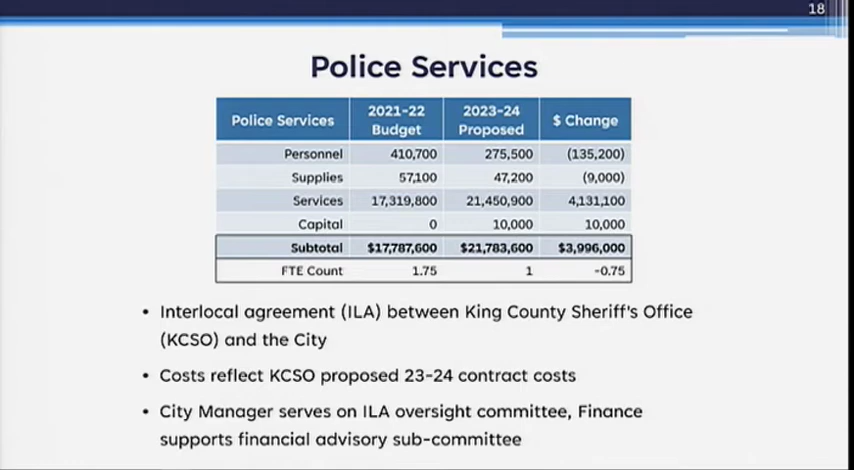 18
Police Services
Police Services 2021-22 Budget 2023-24 Proposed $ Change
Personnel 410,700 275,500 (135,200)
Supplies 57,100 47,200 (9,000)
Services 17,319,800 21,450,900 4,131,100
Capital 0 10,000 10,000
Subtotal $17,787,600 $21,783,600 $3,996,000
FTE Count 1.75 1 -0.75
• Interlocal agreement (ILA) between King County Sheriff's Office
(KCSO) and the City
• Costs reflect KCSO proposed 23-24 contract costs
• City Manager serves on ILA oversight committee, Finance
supports financial advisory sub-committee